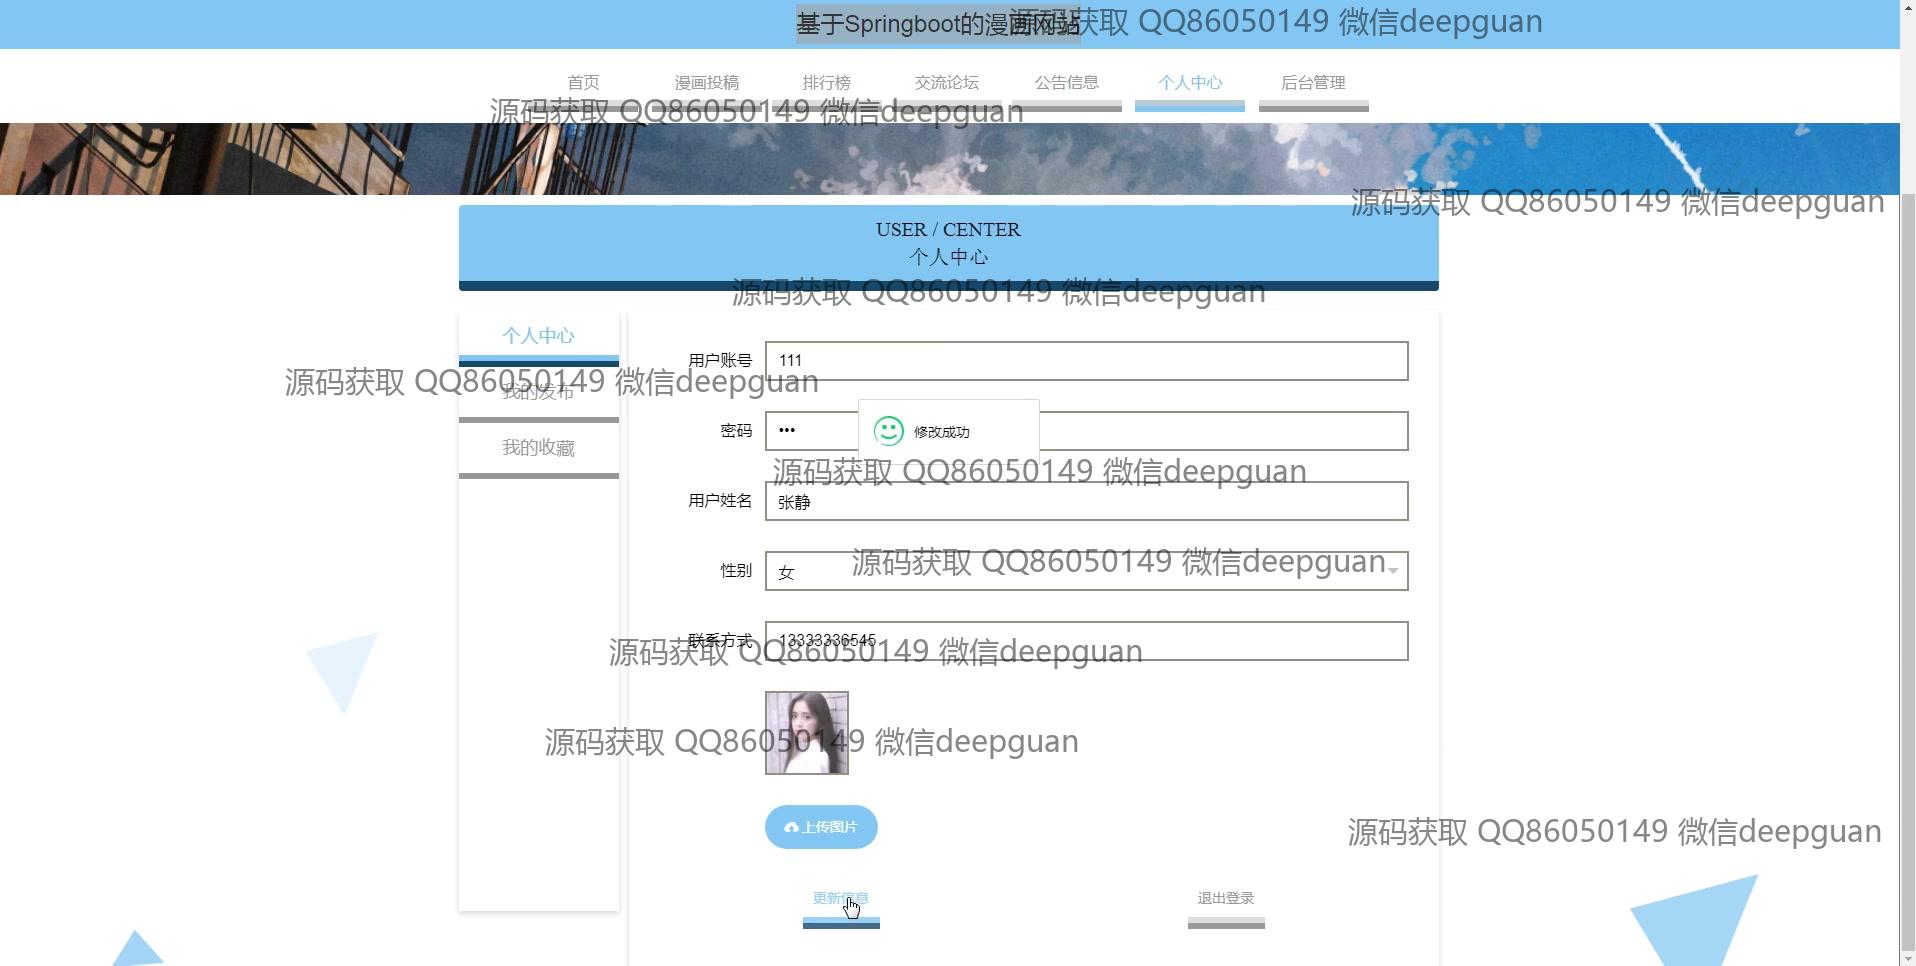 基于Springboot的漫画网站
源码获取 QQ86050149 微信deepguan
首页 漫画投稿 排行榜 交流论坛 公告信息 个人中心 后台管理
源码获取 QQ86050149 微信deepguan
源码获取 QQ86050149 微信deepguan
USER / CENTER
个人中心
源码获取 QQ86050149 微信deepguan
个人中心
用户账号 111
源码获取 QQ86050149 微信deepguan
我的发布
密码 •••
修改成功
我的收藏
源码获取 QQ86050149 微信deepguan
用户姓名 张静
源码获取 QQ86050149 微信deepguan
性别 女
联系方式 13333336545
源码获取 QQ86050149 微信deepguan
源码获取 QQ86050149 微信deepguan
上传图片
源码获取 QQ86050149 微信deepguan
更新信息 退出登录